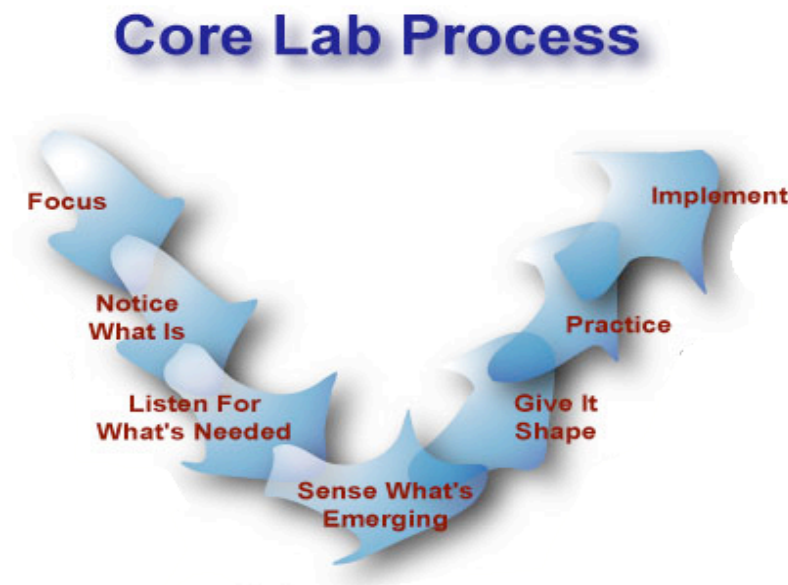 Core Lab Process
Focus
Notice
What Is
Listen For
What's Needed
Sense What's
Emerging
Give It
Shape
Practice
Implement